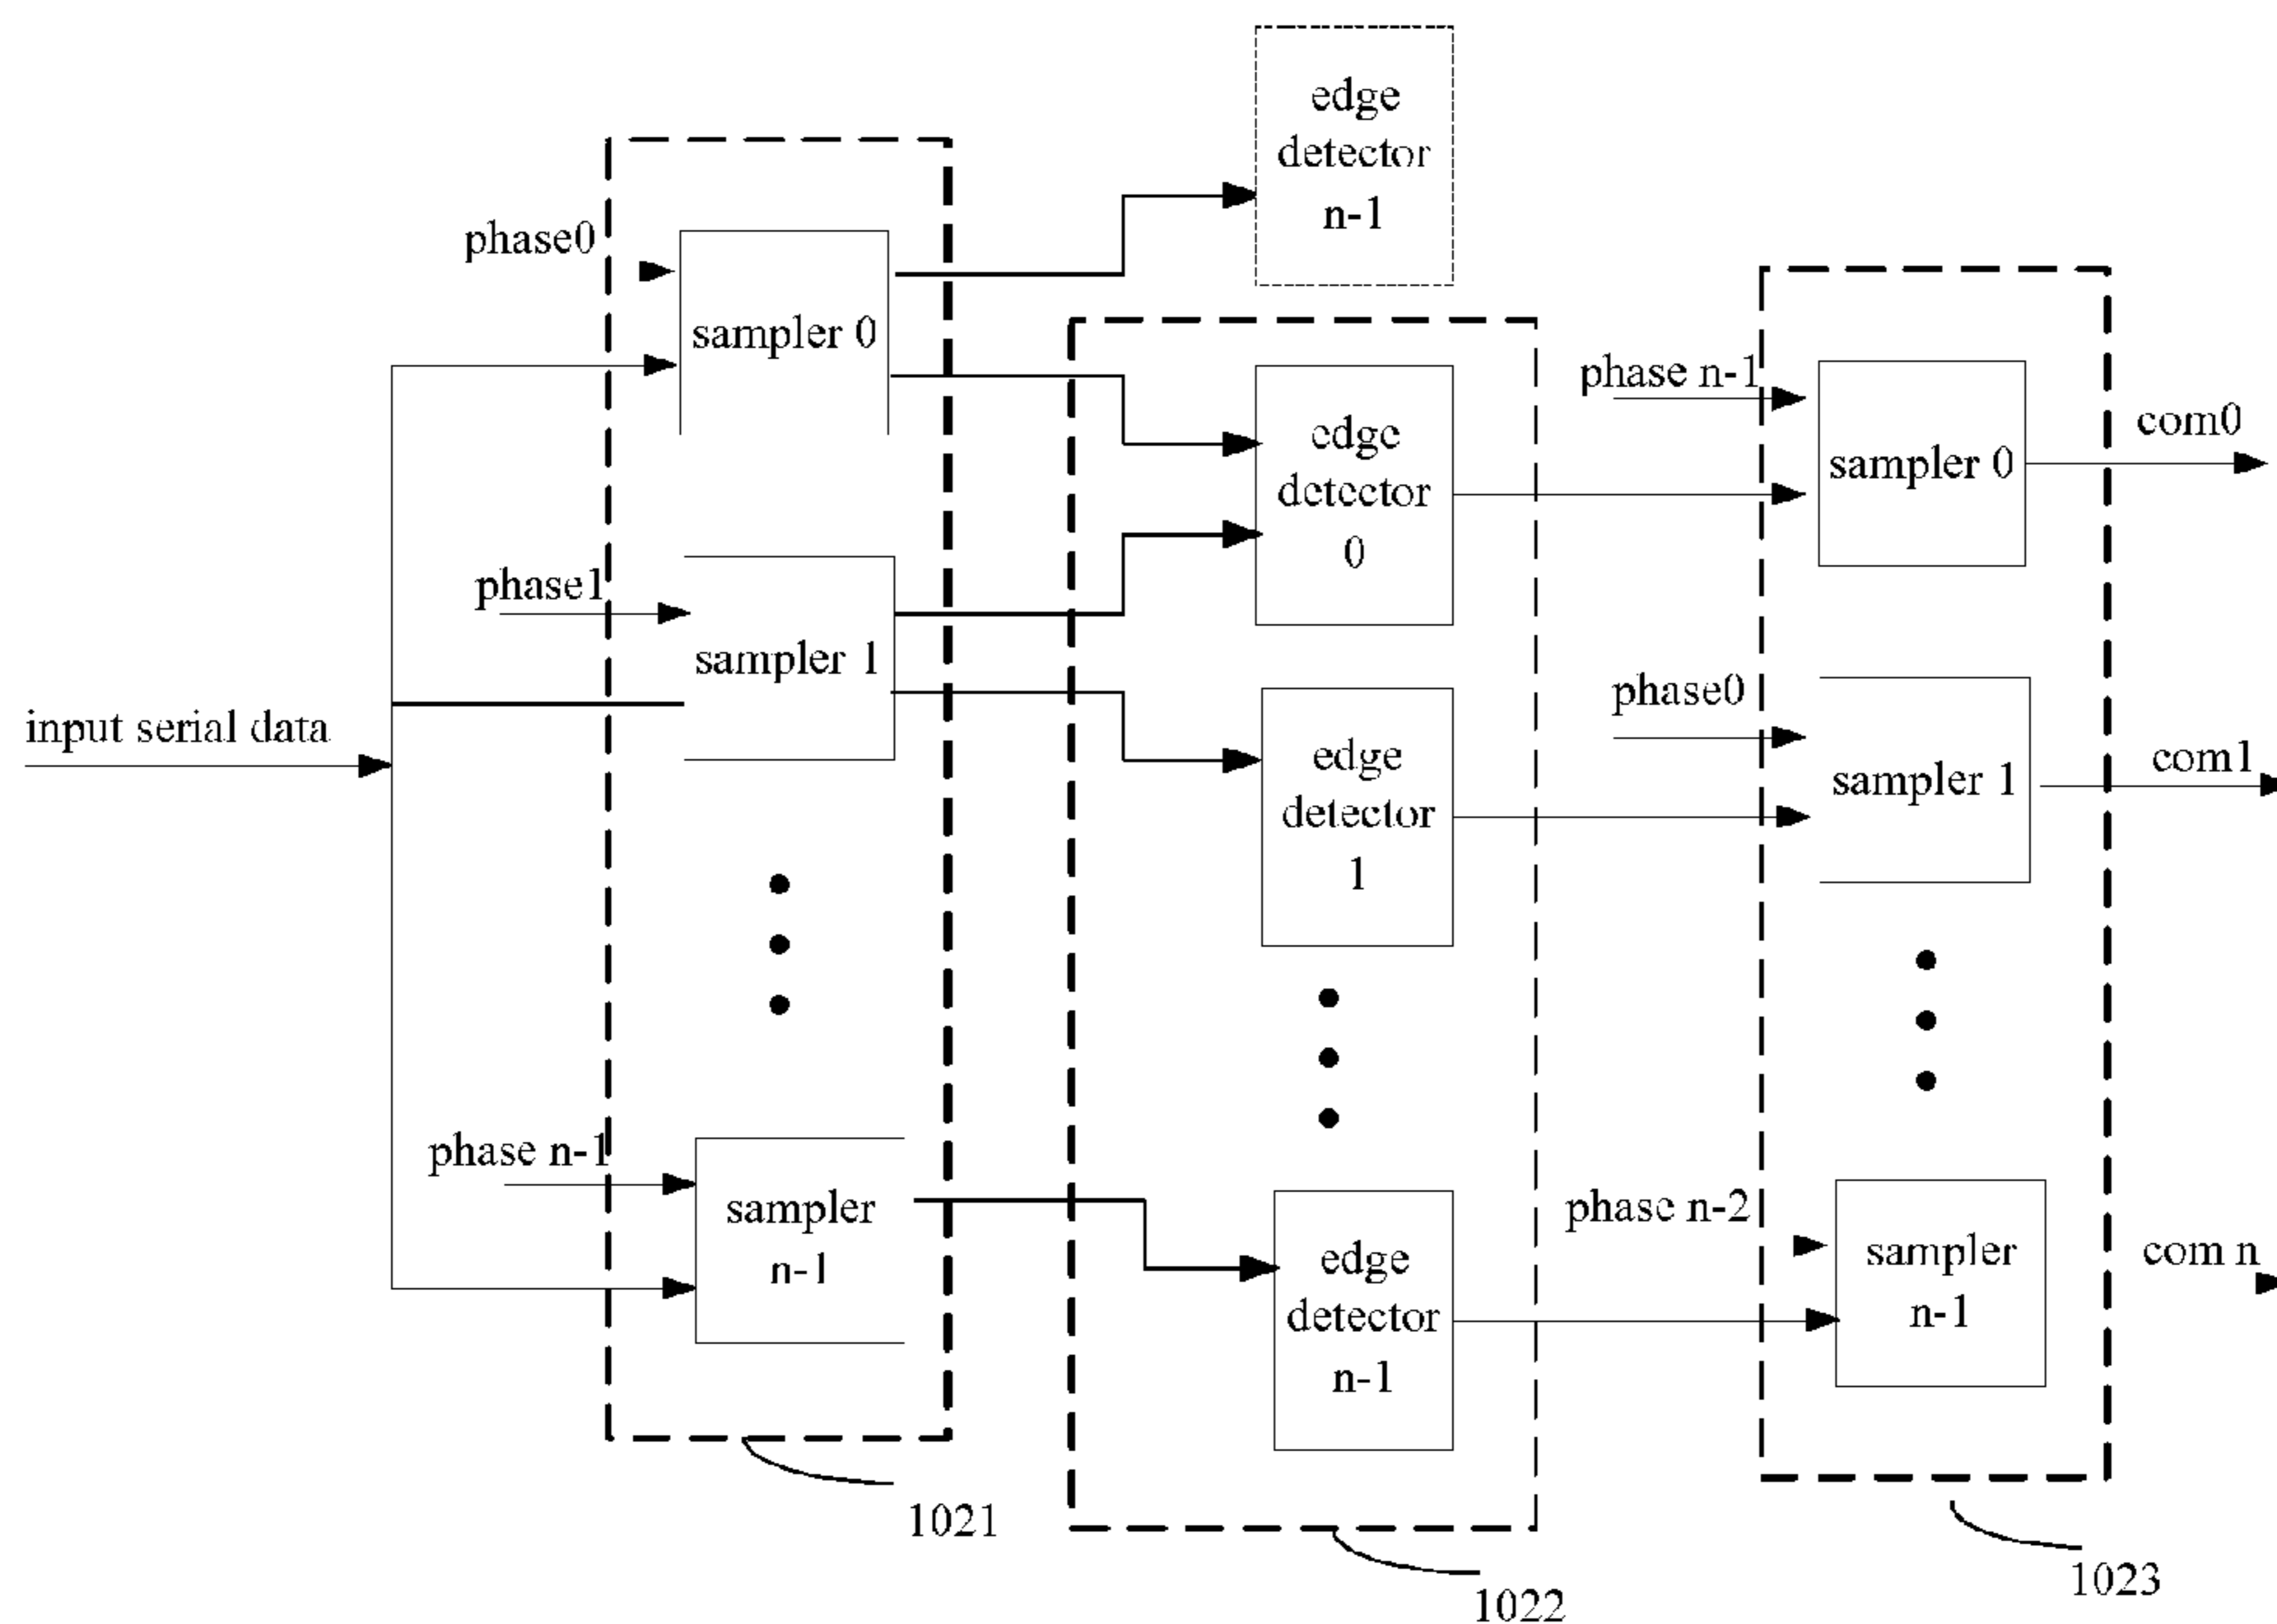 edge
detector
n-1
phase0
sampler 0
phase1
sampler 1
input serial data
phase n-1
sampler
n-1
1021
edge
detector
0
edge
detector
1
edge
detector
n-1
1022
phase n-1
sampler 0
com0
phase0
sampler 1
com1
phase n-2
sampler
n-1
com n
1023